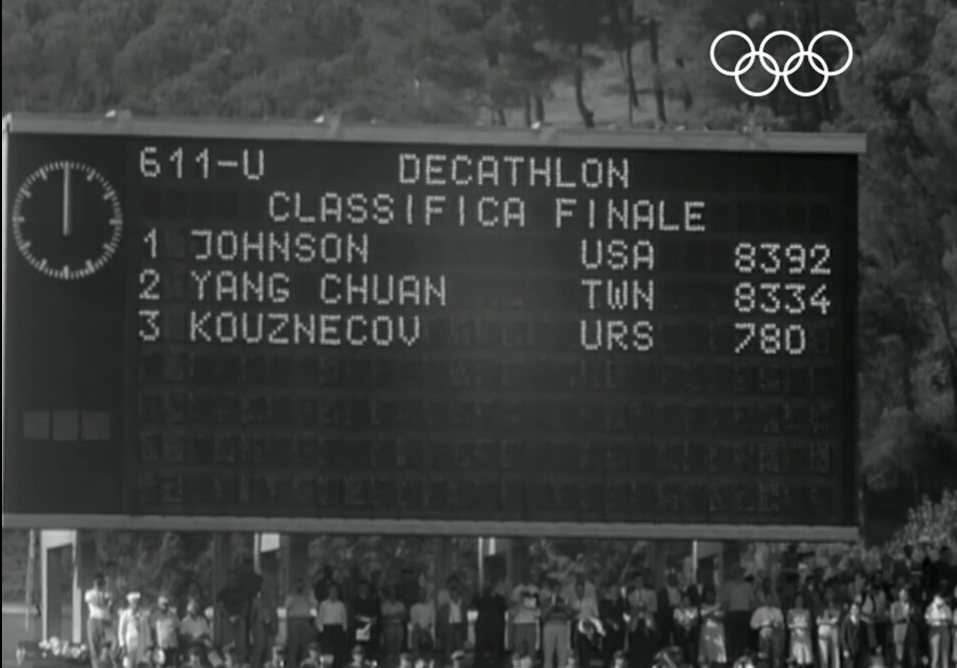 611-U DECATHLON
CLASSIFICA FINALE
1 JOHNSON USA 8392
2 YANG CHUAN TWN 8334
3 KOUZNECOV URS 780